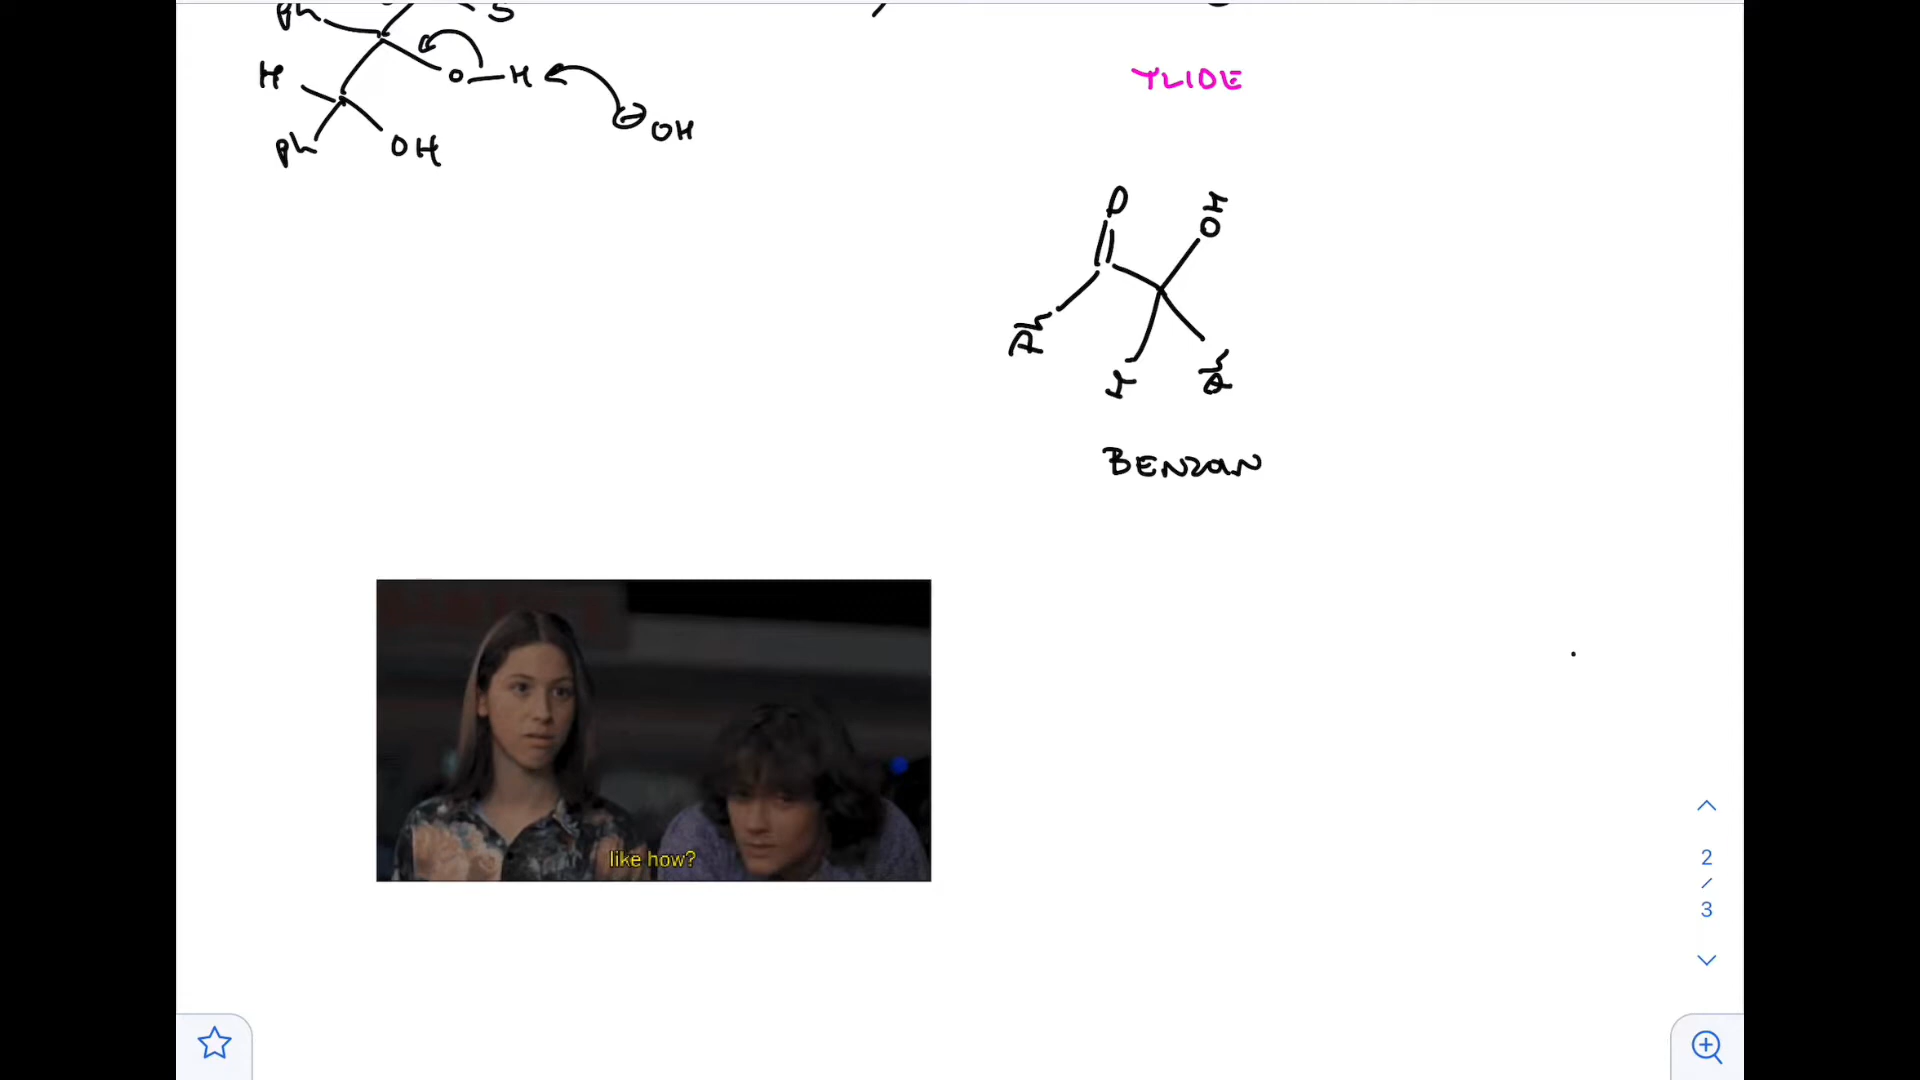 Ph
S
H
O
H
OH
Ph
OH
YLIDE
O
OH
Ph
H
Ph
BENZOIN
like how?
2
/
3